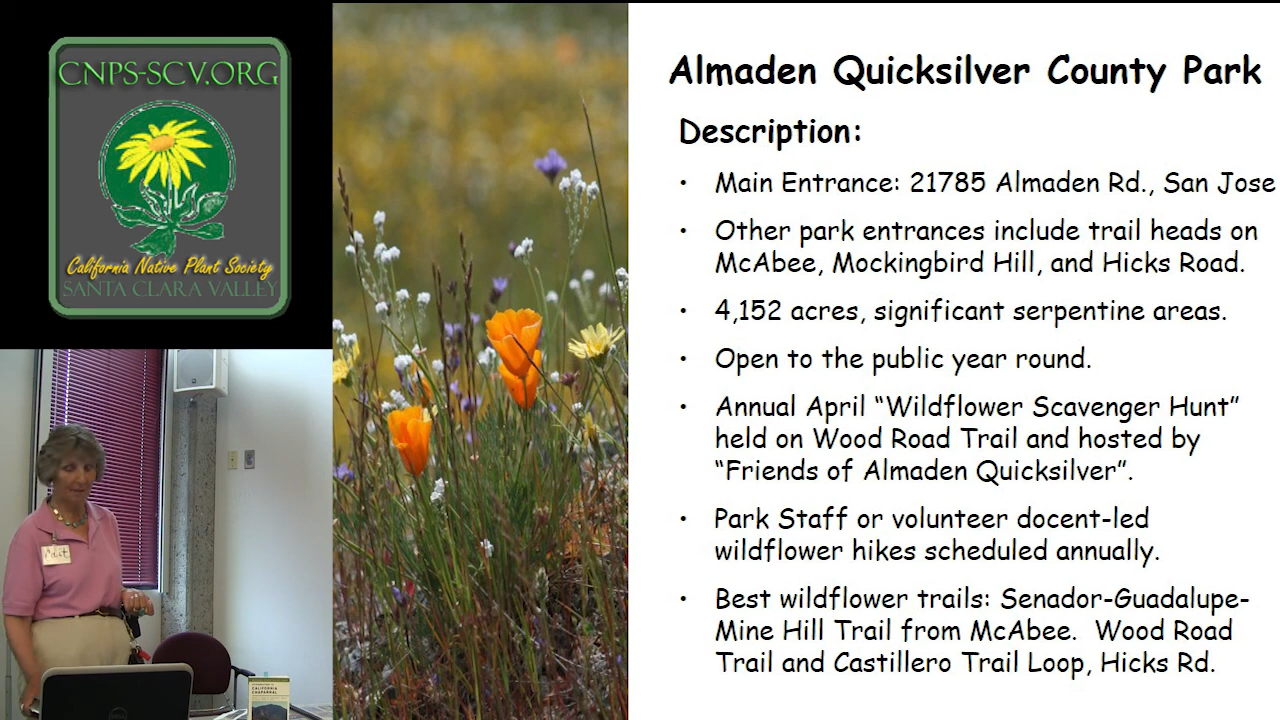 CNPS-SCV.ORG
California Native Plant Society
SANTA CLARA VALLEY
Almaden Quicksilver County Park
Description:
• Main Entrance: 21785 Almaden Rd., San Jose
• Other park entrances include trail heads on
McAbee, Mockingbird Hill, and Hicks Road.
• 4,152 acres, significant serpentine areas.
• Open to the public year round.
• Annual April “Wildflower Scavenger Hunt”
held on Wood Road Trail and hosted by
“Friends of Almaden Quicksilver”.
• Park Staff or volunteer docent-led
wildflower hikes scheduled annually.
• Best wildflower trails: Senador-Guadalupe-
Mine Hill Trail from McAbee.  Wood Road
Trail and Castillero Trail Loop, Hicks Rd.
CALIFORNIA
CHAPARRAL